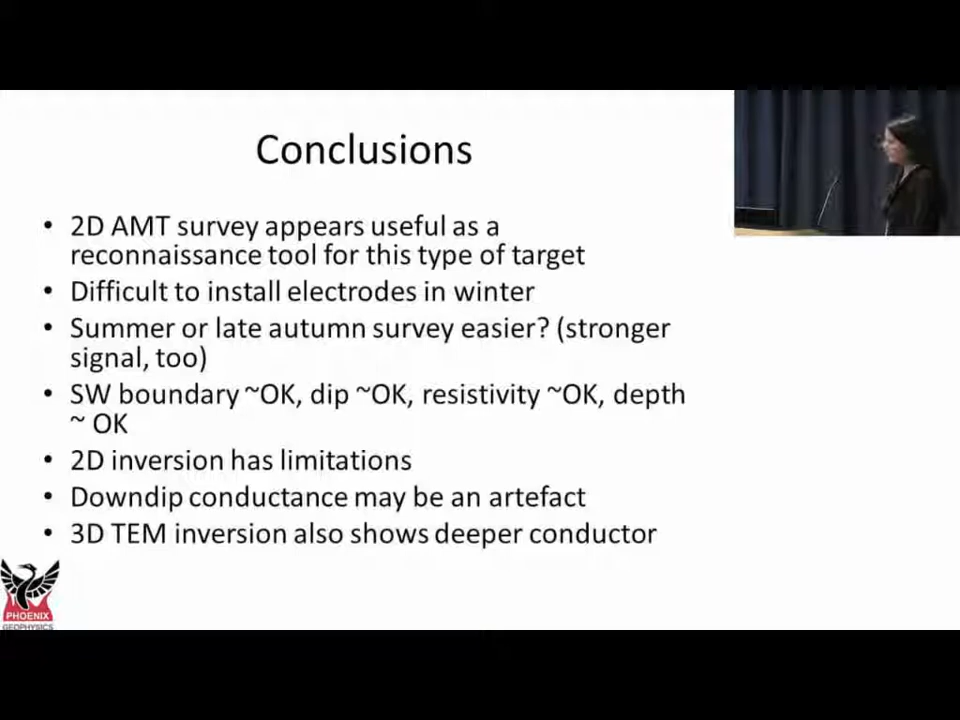 Conclusions
• 2D AMT survey appears useful as a
reconnaissance tool for this type of target
• Difficult to install electrodes in winter
• Summer or late autumn survey easier? (stronger
signal, too)
• SW boundary ~OK, dip ~OK, resistivity ~OK, depth
~ OK
• 2D inversion has limitations
• Downdip conductance may be an artefact
• 3D TEM inversion also shows deeper conductor
PHOENIX
GEOPHYSICS